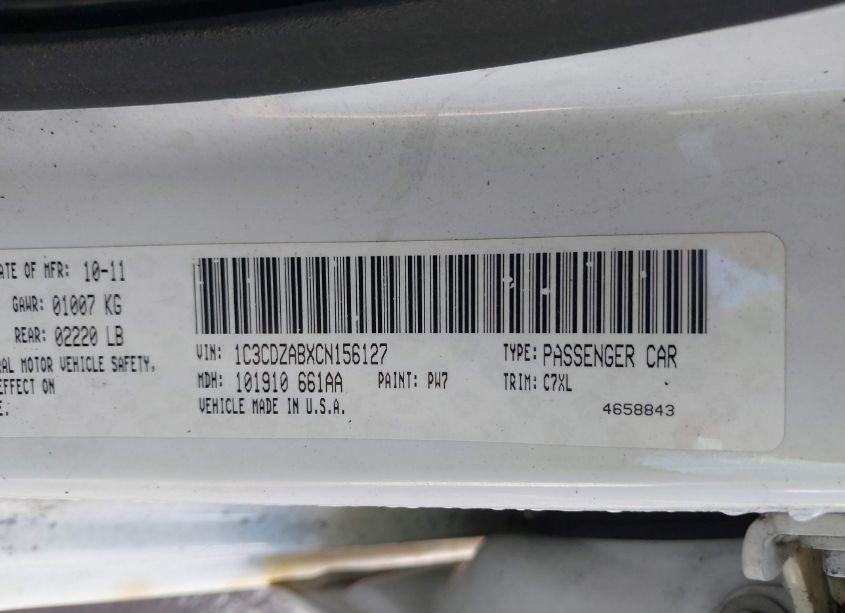 ATE OF MFR: 10-11
GAWR: 01007 KG
REAR: 02220 LB
RAL MOTOR VEHICLE SAFETY,
EFFECT ON
E.
VIN: 1C3CDZABXCN156127 TYPE: PASSENGER CAR
MDH: 101910 661AA PAINT: PW7 TRIM: C7XL
VEHICLE MADE IN U.S.A. 4658843